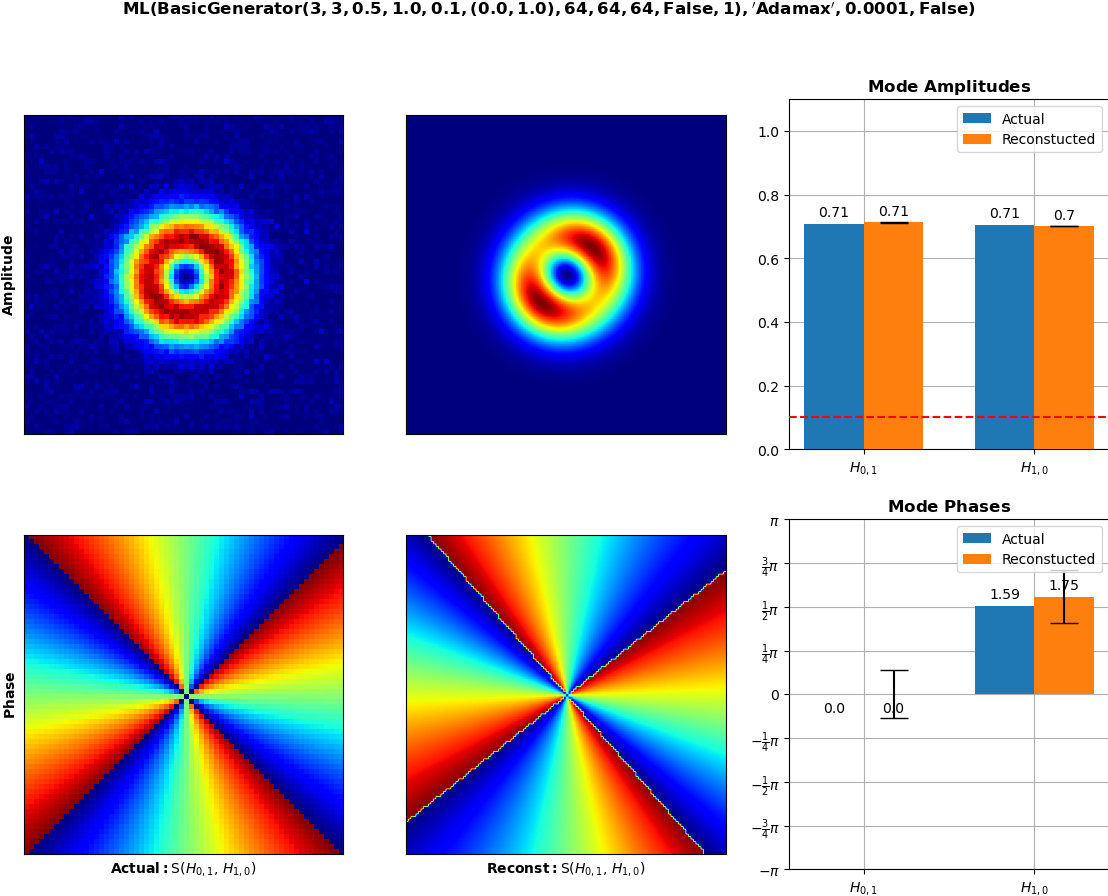 ML(BasicGenerator(3, 3, 0.5, 1.0, 0.1, (0.0, 1.0), 64, 64, 64, False, 1), ′Adamax′, 0.0001, False)
Mode Amplitudes
Amplitude
Actual
Reconstucted
1.0
0.8
0.6
0.4
0.2
0.0
0.71
0.71
0.71
0.7
H0, 1
H1, 0
Mode Phases
Phase
Actual
Reconstucted
π
3/4π
1/2π
1/4π
0
−1/4π
−1/2π
−3/4π
−π
0.0
0.0
1.59
1.75
H0, 1
H1, 0
Actual: S(H0, 1, H1, 0)
Reconst: S(H0, 1, H1, 0)